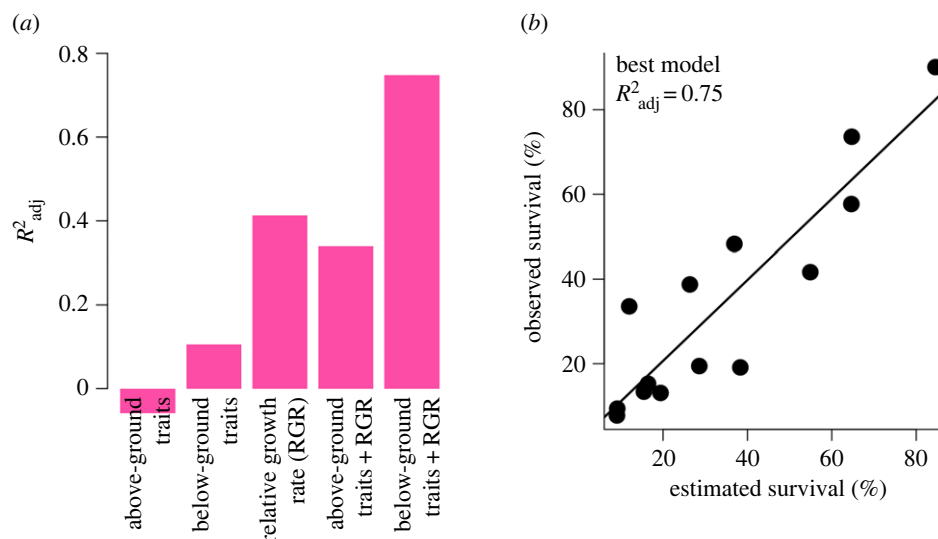 (a)
0.8
0.6
0.4
0.2
0
R²adj
above-ground
traits
below-ground
traits
relative growth
rate (RGR)
above-ground
traits + RGR
below-ground
traits + RGR
(b)
best model
R²adj = 0.75
80
60
40
20
observed survival (%)
20 40 60 80
estimated survival (%)